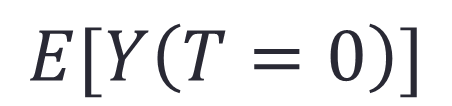 E[Y(T = 0)]